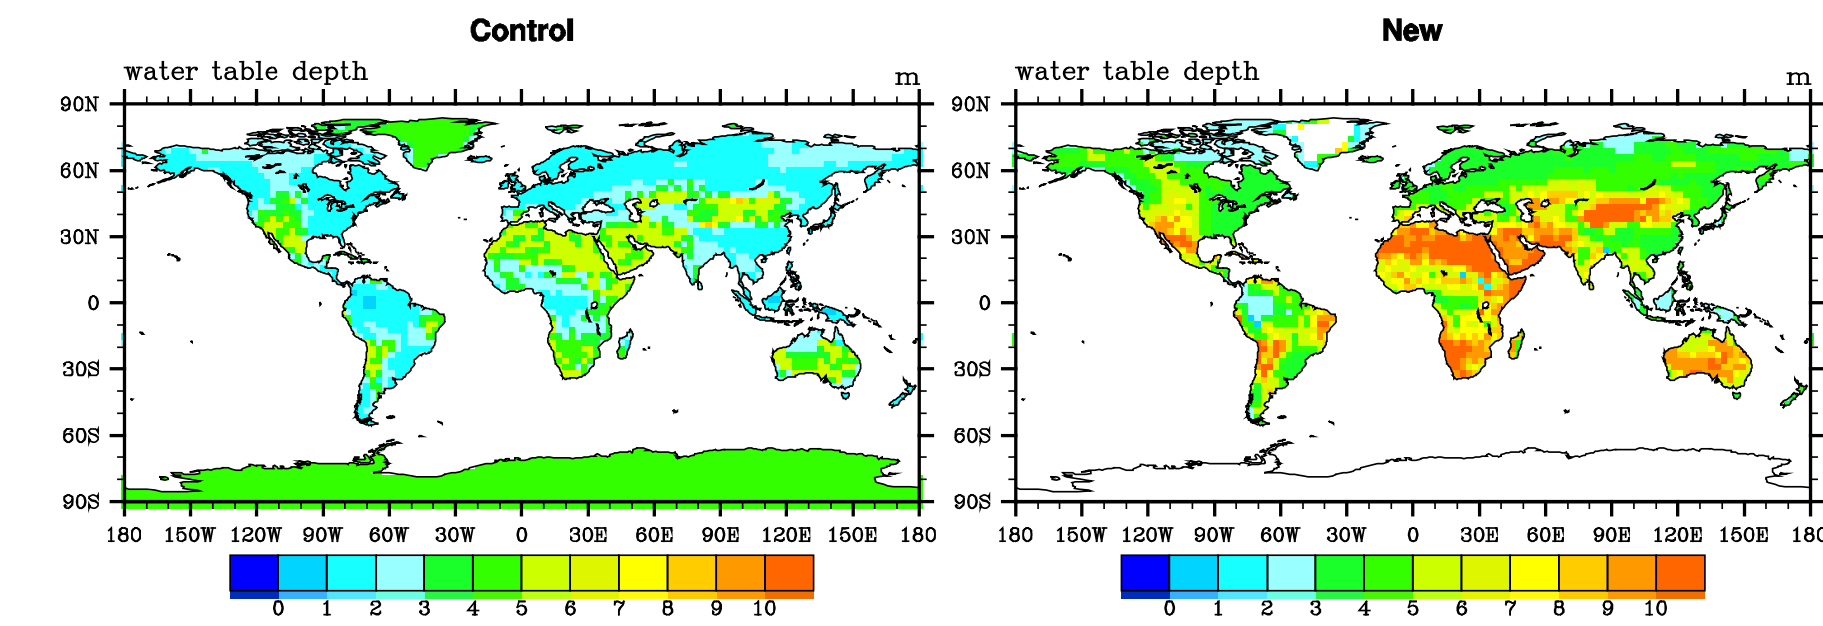 Control
water table depth m
90N
60N
30N
0
30S
60S
90S
180 150W 120W 90W 60W 30W 0 30E 60E 90E 120E 150E 180
0 1 2 3 4 5 6 7 8 9 10
New
water table depth m
90N
60N
30N
0
30S
60S
90S
180 150W 120W 90W 60W 30W 0 30E 60E 90E 120E 150E 180
0 1 2 3 4 5 6 7 8 9 10